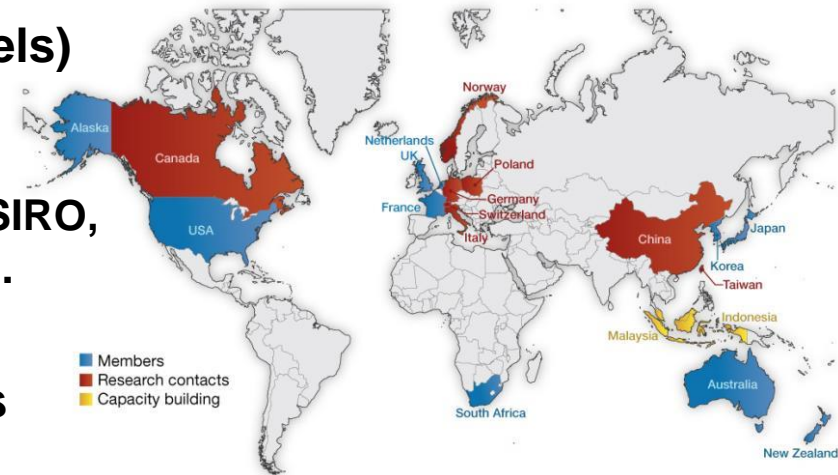 els)
SIRO,
.
s
Norway
Alaska
Netherlands
UK
Canada
Poland
Germany
France
Switzerland
USA
Italy
China
Japan
Korea
Taiwan
Indonesia
Malaysia
Members
Research contacts
Capacity building
Australia
South Africa
New Zealand